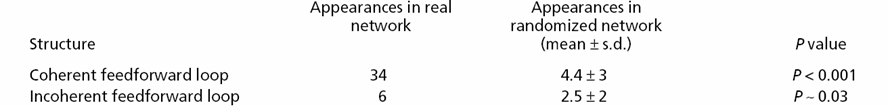 Appearances in real Appearances in
network randomized network
Structure (mean ± s.d.) P value
Coherent feedforward loop 34 4.4 ± 3 P < 0.001
Incoherent feedforward loop 6 2.5 ± 2 P ~ 0.03